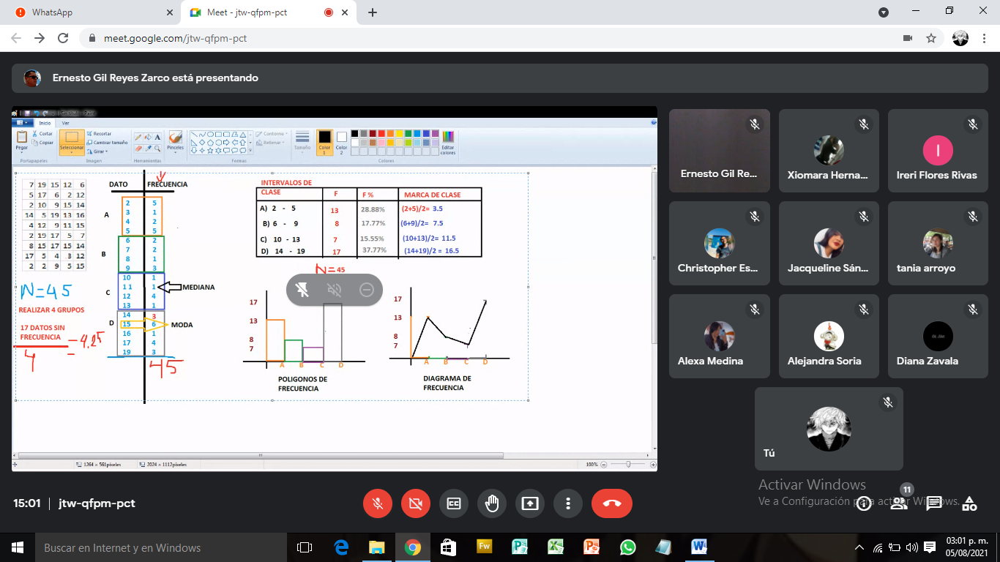 WhatsApp
Meet - jtw-qfpm-pct
meet.google.com/jtw-qfpm-pct
Ernesto Gil Reyes Zarco está presentando
Inicio Ver
Pegar
Cortar
Copiar
Portapapeles
Seleccionar
Recortar
Cambiar tamaño
Girar
Imagen
Herramientas
Pinceles
Contorno
Rellenar
Formas
Tamaño
Color 1
Color 2
Colores
Editar colores
7 19 15 12 6
5 17 6 2 12
2 10 9 15 14
14 5 19 13 16
4 12 9 11 15
2 19 17 5 7
8 15 17 15 14
17 5 4 3 12
2 2 9 5 15
N=45
REALIZAR 4 GRUPOS
17 DATOS SIN
FRECUENCIA
4
= 4.25
DATO FRECUENCIA
A
2 5
3 1
4 2
5 5
B
6 2
7 2
8 1
9 3
C
10 1
11 1 MEDIANA
12 4
13 1
D
14 3
15 6 MODA
16 1
17 4
19 3
45
INTERVALOS DE
CLASE F F % MARCA DE CLASE
A) 2 - 5 13 28.88% (2+5)/2= 3.5
B) 6 - 9 8 17.77% (6+9)/2= 7.5
C) 10 - 13 7 15.55% (10+13)/2= 11.5
D) 14 - 19 17 37.77% (14+19)/2 = 16.5
N=45
17
13
8
7
A B C D
POLIGONOS DE
FRECUENCIA
17
13
8
7
A B C D
DIAGRAMA DE
FRECUENCIA
1264 × 561píxeles
2024 × 1112píxeles
100%
Ernesto Gil Re...
Xiomara Herna...
I
Ireri Flores Rivas
Christopher Es...
Jacqueline Sán...
tania arroyo
Alexa Medina
Alejandra Soria
Diana Zavala
Tú
Activar Windows
Ve a Configuración para activar Windows.
11
15:01 | jtw-qfpm-pct
Buscar en Internet y en Windows
Fw
03:01 p. m.
05/08/2021